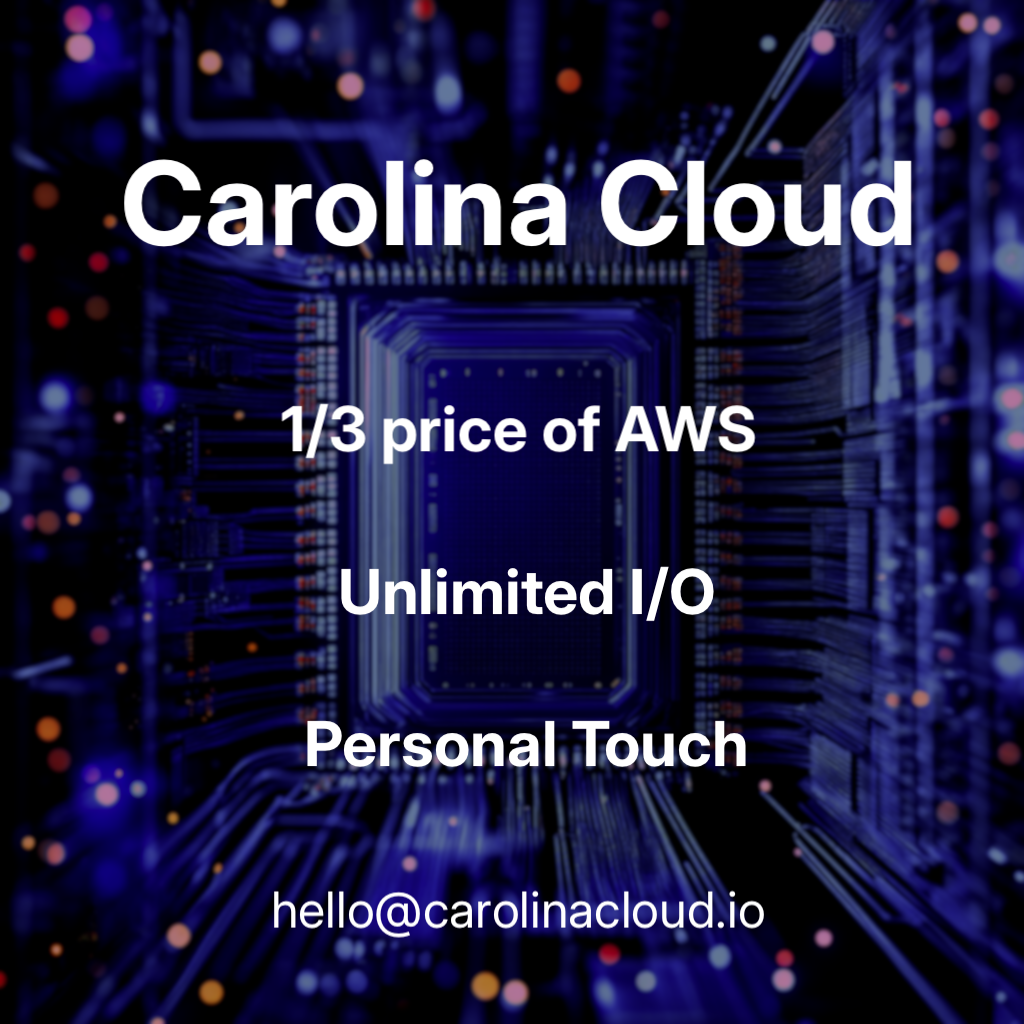 Carolina Cloud
1/3 price of AWS
Unlimited I/O
Personal Touch
hello@carolinacloud.io